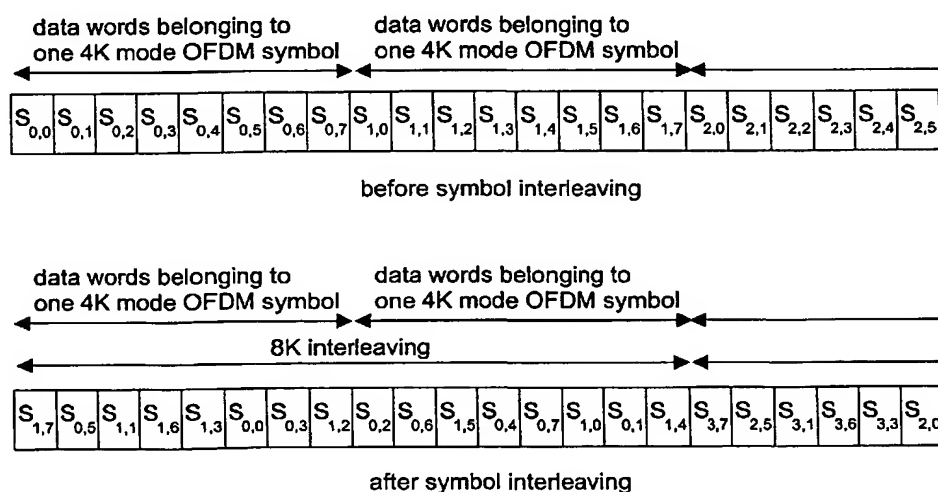 data words belonging to data words belonging to
one 4K mode OFDM symbol one 4K mode OFDM symbol
S0,0 S0,1 S0,2 S0,3 S0,4 S0,5 S0,6 S0,7 S1,0 S1,1 S1,2 S1,3 S1,4 S1,5 S1,6 S1,7 S2,0 S2,1 S2,2 S2,3 S2,4 S2,5
before symbol interleaving
data words belonging to data words belonging to
one 4K mode OFDM symbol one 4K mode OFDM symbol
8K interleaving
S1,7 S0,5 S1,1 S1,6 S1,3 S0,0 S0,3 S1,2 S0,2 S0,6 S1,5 S0,4 S0,7 S1,0 S0,1 S1,4 S3,7 S2,5 S3,1 S3,6 S3,3 S2,0
after symbol interleaving